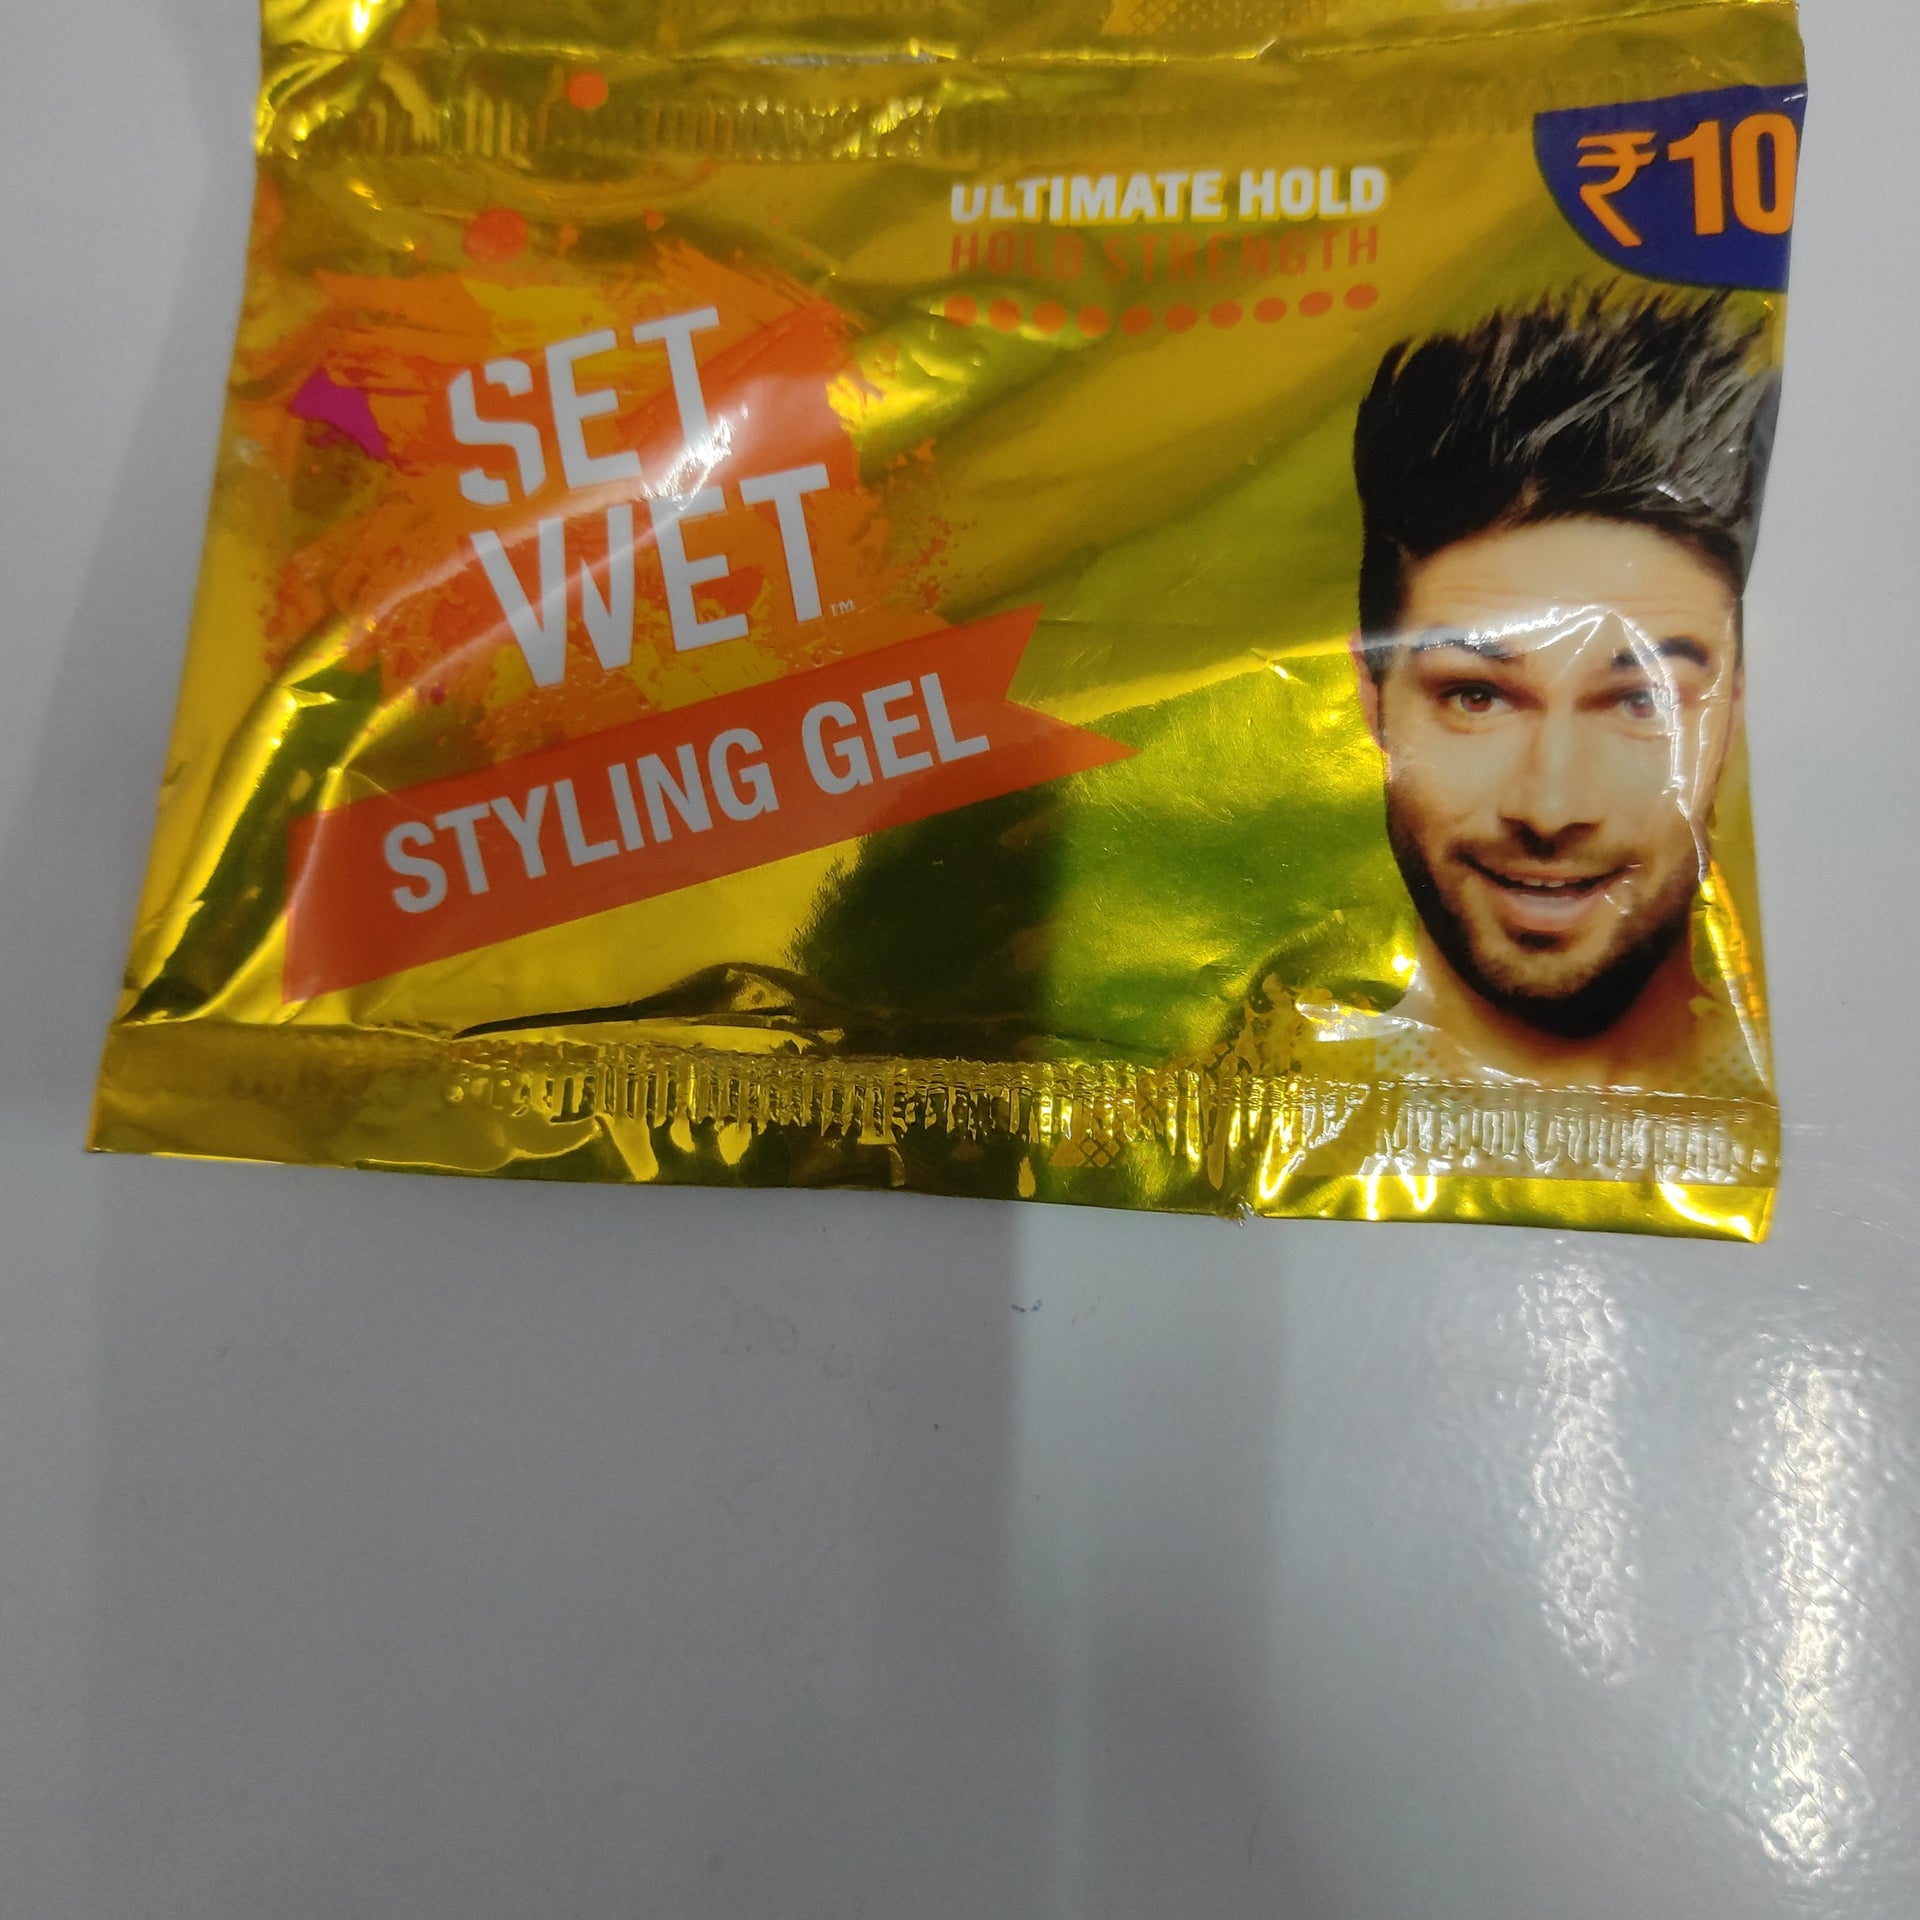 ₹10
ULTIMATE HOLD
HOLD STRENGTH
SET
WET™
STYLING GEL